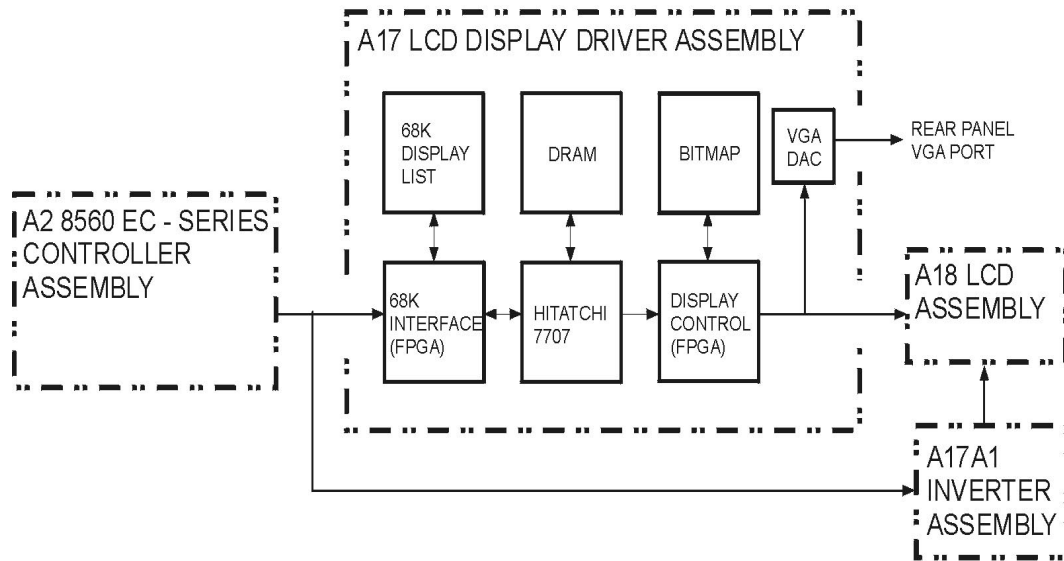 A17 LCD DISPLAY DRIVER ASSEMBLY
68K
DISPLAY
LIST
DRAM
BITMAP
VGA
DAC
REAR PANEL
VGA PORT
A2 8560 EC - SERIES
CONTROLLER
ASSEMBLY
68K
INTERFACE
(FPGA)
HITATCHI
7707
DISPLAY
CONTROL
(FPGA)
A18 LCD
ASSEMBLY
A17A1
INVERTER
ASSEMBLY